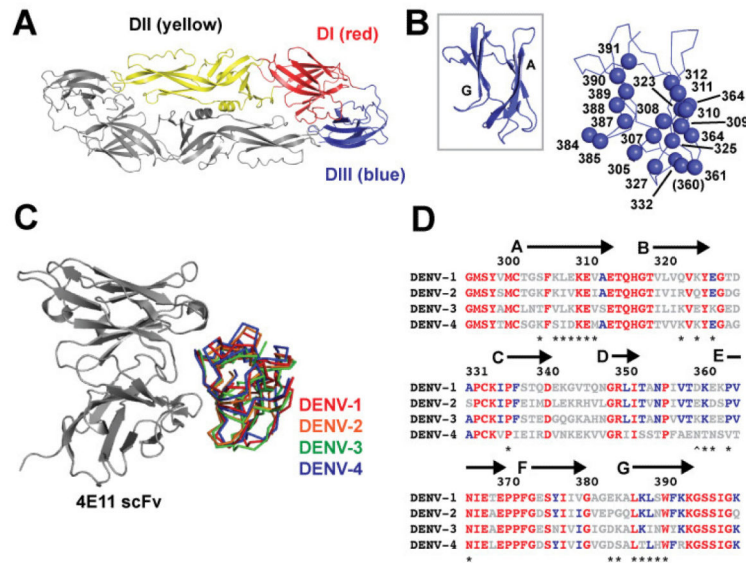 A
DII (yellow)
DI (red)
DIII (blue)
B
G
A
391
390
389
388
387
384
385
323
312
311
364
310
309
308
364
307
325
305
327
332
(360)
361
C
4E11 scFv
DENV-1
DENV-2
DENV-3
DENV-4
D
A B
300 310 320
DENV-1 GMSYVMCTGSFKLEKEVAETQHGTVLVQVKYEGTD
DENV-2 GMSYSMCTGKFKIVKEIAETQHGTIVIRVQYEGDG
DENV-3 GMSYAMCLNTFVLKKEVSETQHGTILIKVEYKGED
DENV-4 GMSYTMCSGKFSIDKEMAETQHGTTVVKVKYEGAG
* ****** * * *
C D E
331 340 350 360
DENV-1 APCKIPFSTQDEKGVTQNGRLITANPIVTDKEKPV
DENV-2 SPCKIPFEIMDLEKRHVLGRLITVNPIVTEKDSPV
DENV-3 APCKIPFSTEDGQGKAHNGRLITANPVVTKKEEPV
DENV-4 APCKVPIEIRDVNKEKVVGRIISSTPFAENTNSVT
* ^** *
F G
370 380 390
DENV-1 NIETEPPFGESYIIVGAGEKALKLSWFKKGSSIGK
DENV-2 NIEAEPPFGDSYIIIGVEPGQLKLNWFKKGSSIGQ
DENV-3 NIEAEPPFGESNIVIGIGDKALKINWYKKGSSIGK
DENV-4 NIELEPPFGDSYIVIGVGDSALTLHWFRKGSSIGK
* ** *****